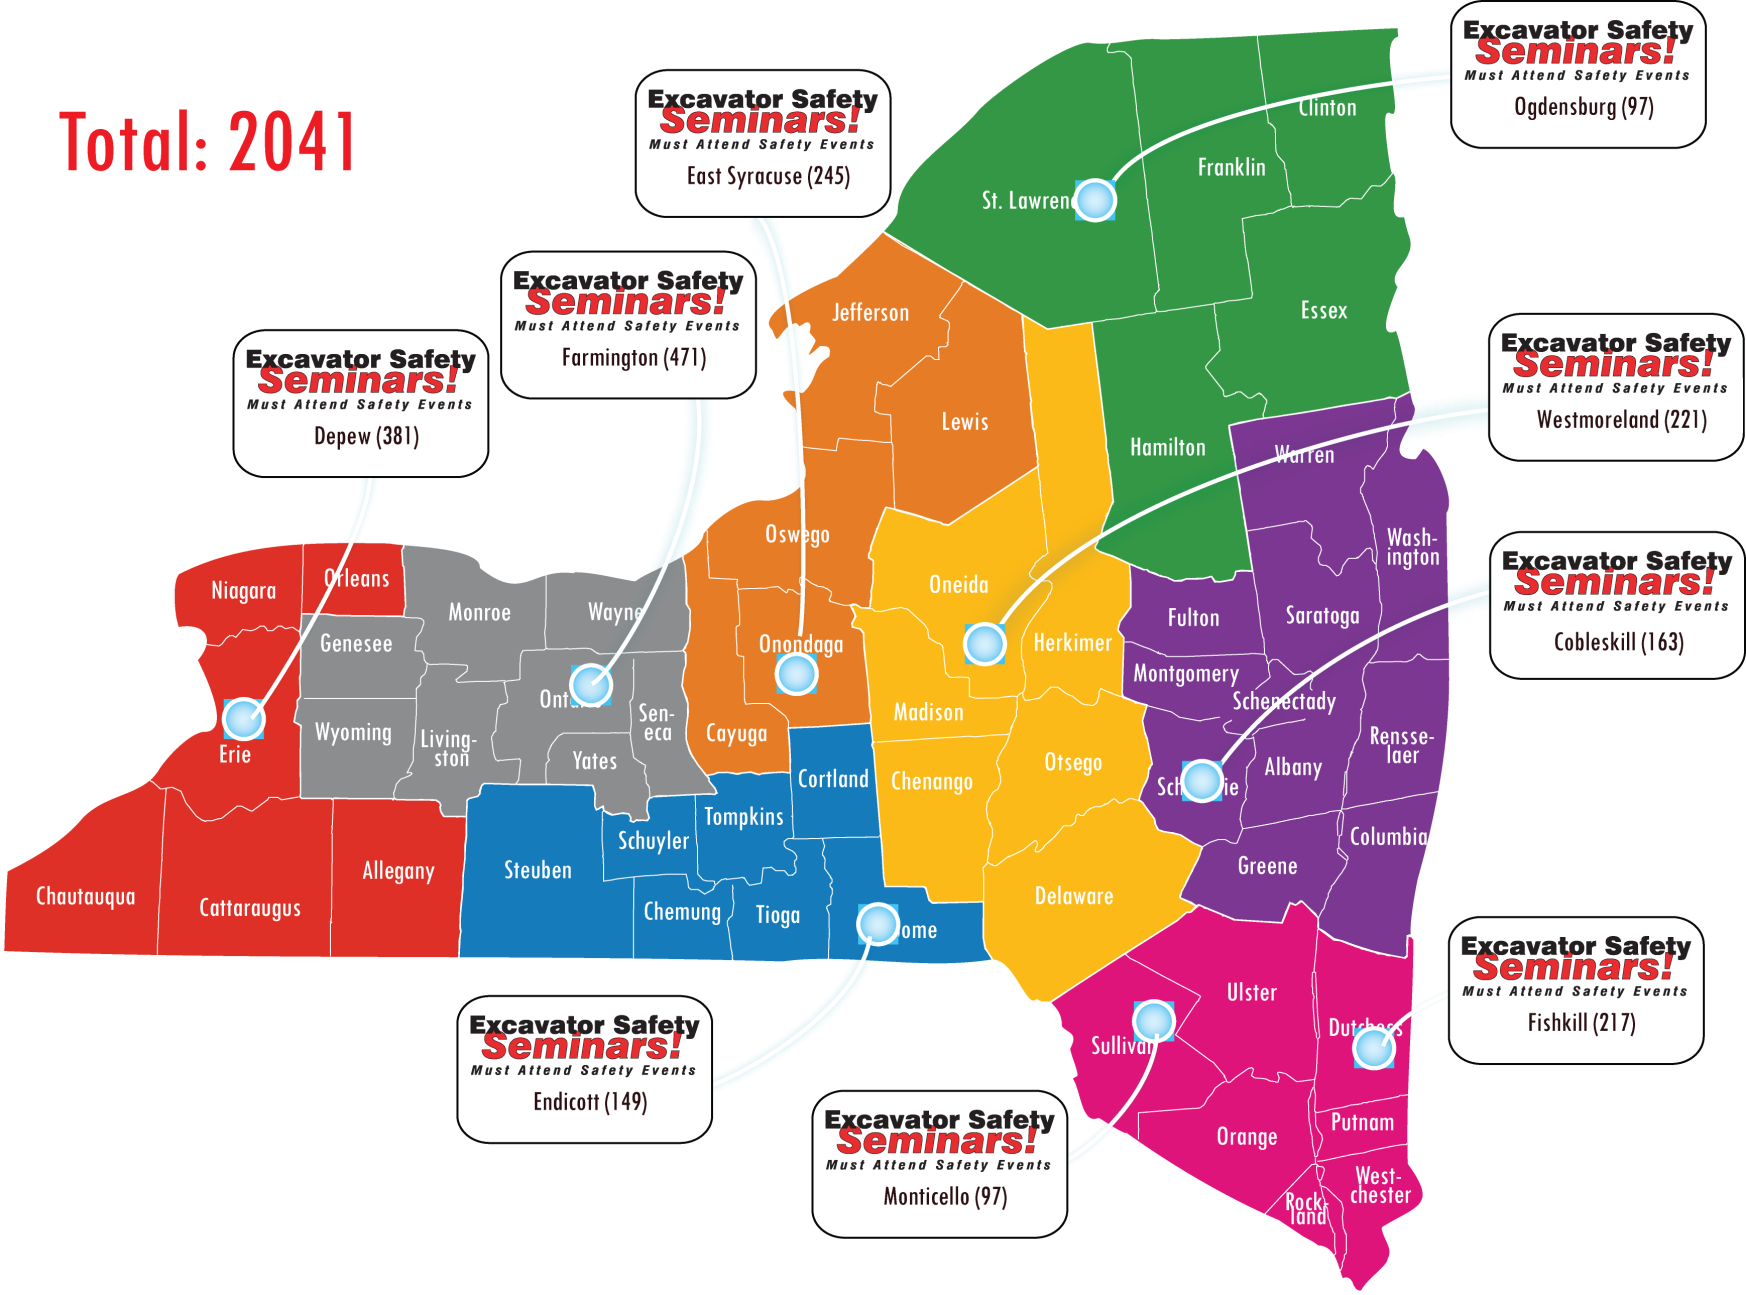 Total: 2041
Excavator Safety
Seminars!
Must Attend Safety Events
Ogdensburg (97)
Excavator Safety
Seminars!
Must Attend Safety Events
East Syracuse (245)
Excavator Safety
Seminars!
Must Attend Safety Events
Farmington (471)
Excavator Safety
Seminars!
Must Attend Safety Events
Depew (381)
Excavator Safety
Seminars!
Must Attend Safety Events
Westmoreland (221)
Excavator Safety
Seminars!
Must Attend Safety Events
Cobleskill (163)
Excavator Safety
Seminars!
Must Attend Safety Events
Fishkill (217)
Excavator Safety
Seminars!
Must Attend Safety Events
Endicott (149)
Excavator Safety
Seminars!
Must Attend Safety Events
Monticello (97)
Clinton
Franklin
St. Lawren
Essex
Jefferson
Lewis
Hamilton
Warren
Wash-
ington
Oswego
Oneida
Herkimer
Fulton
Saratoga
Montgomery
Schenectady
Niagara
Orleans
Monroe
Wayne
Genesee
Onondaga
Ont
Sen-
eca
Madison
Cayuga
Wyoming
Living-
ston
Yates
Erie
Cortland
Chenango
Otsego
Sch
ie
Albany
Rensse-
laer
Tompkins
Schuyler
Columbia
Greene
Steuben
Allegany
Chautauqua
Cattaraugus
Chemung
Tioga
ome
Delaware
Ulster
Sullivan
Dutchess
Putnam
Orange
West-
chester
Rock-
land